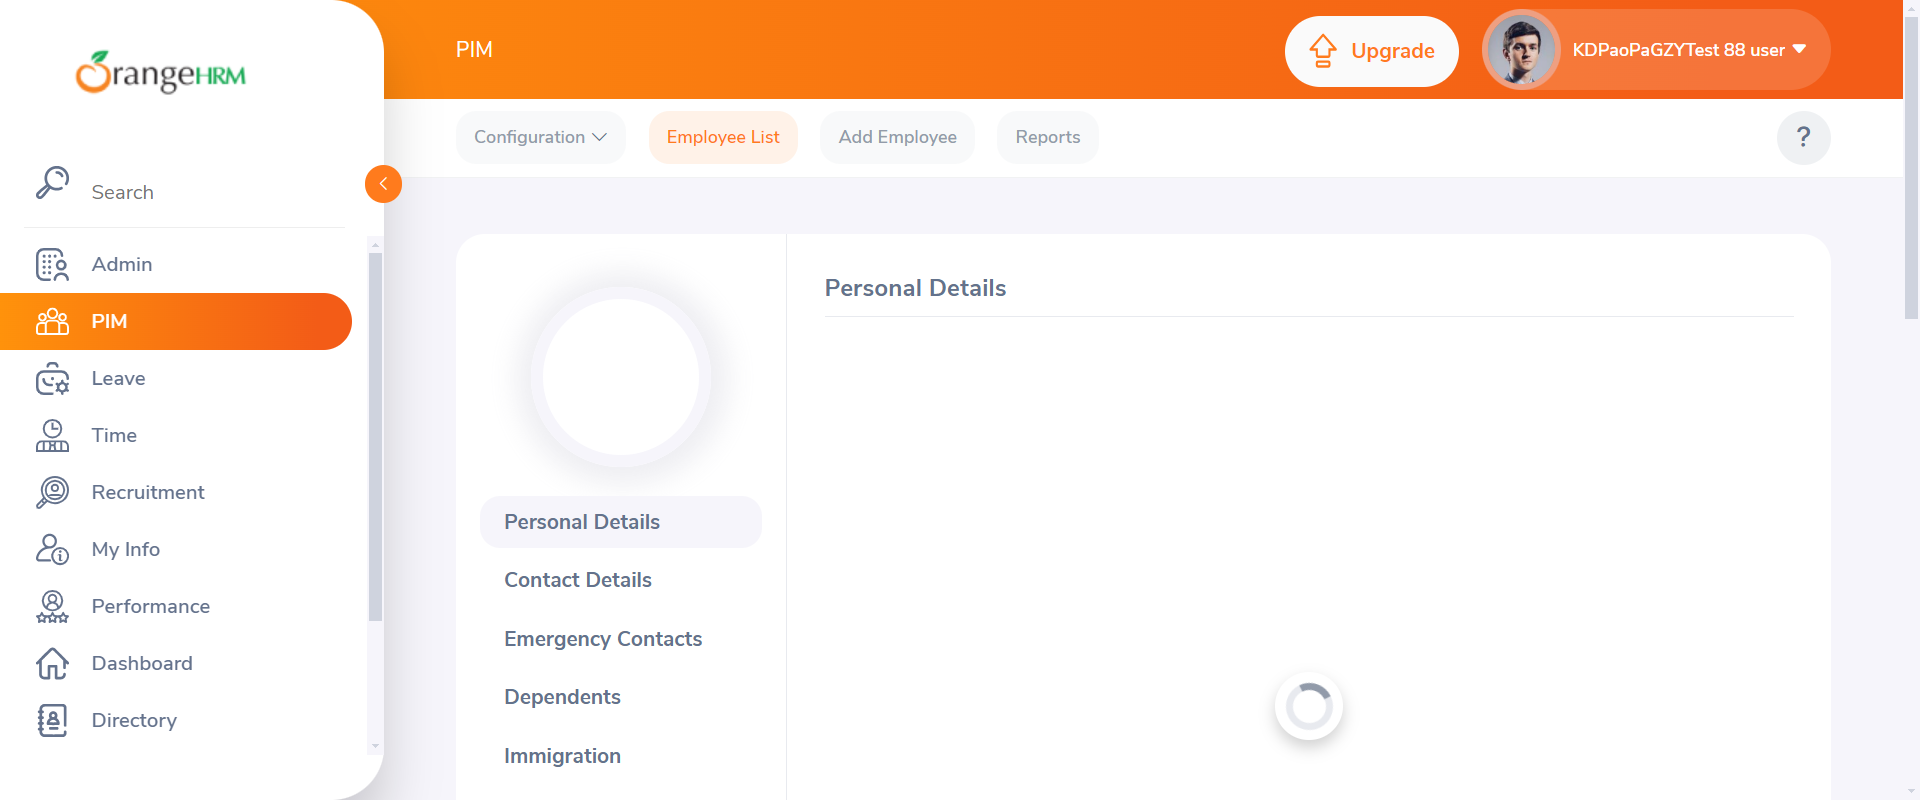 OrangeHRM
Search
Admin
PIM
Leave
Time
Recruitment
My Info
Performance
Dashboard
Directory
PIM
Upgrade
KDPaoPaGZYTest 88 user
Configuration
Employee List
Add Employee
Reports
?
Personal Details
Contact Details
Emergency Contacts
Dependents
Immigration
Personal Details